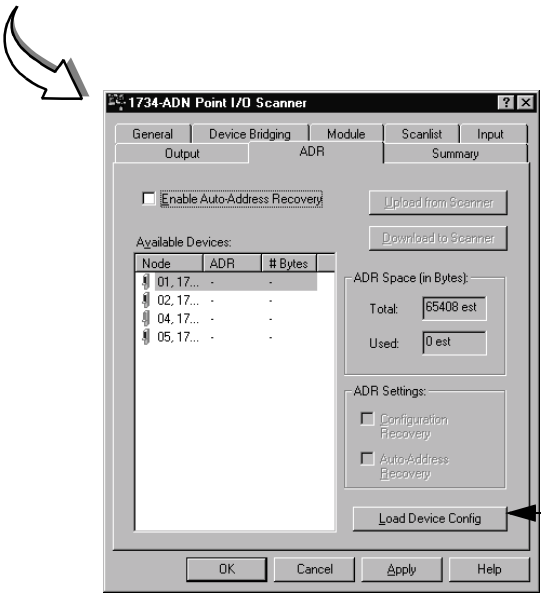 1734-ADN Point I/O Scanner
General Device Bridging Module Scanlist Input
Output ADR Summary
Enable Auto-Address Recovery
Upload from Scanner
Download to Scanner
Available Devices:
Node ADR # Bytes
01, 17... - -
02, 17... - -
04, 17... - -
05, 17... - -
ADR Space (in Bytes):
Total: 65408 est
Used: 0 est
ADR Settings:
Configuration
Recovery
Auto-Address
Recovery
Load Device Config
OK Cancel Apply Help